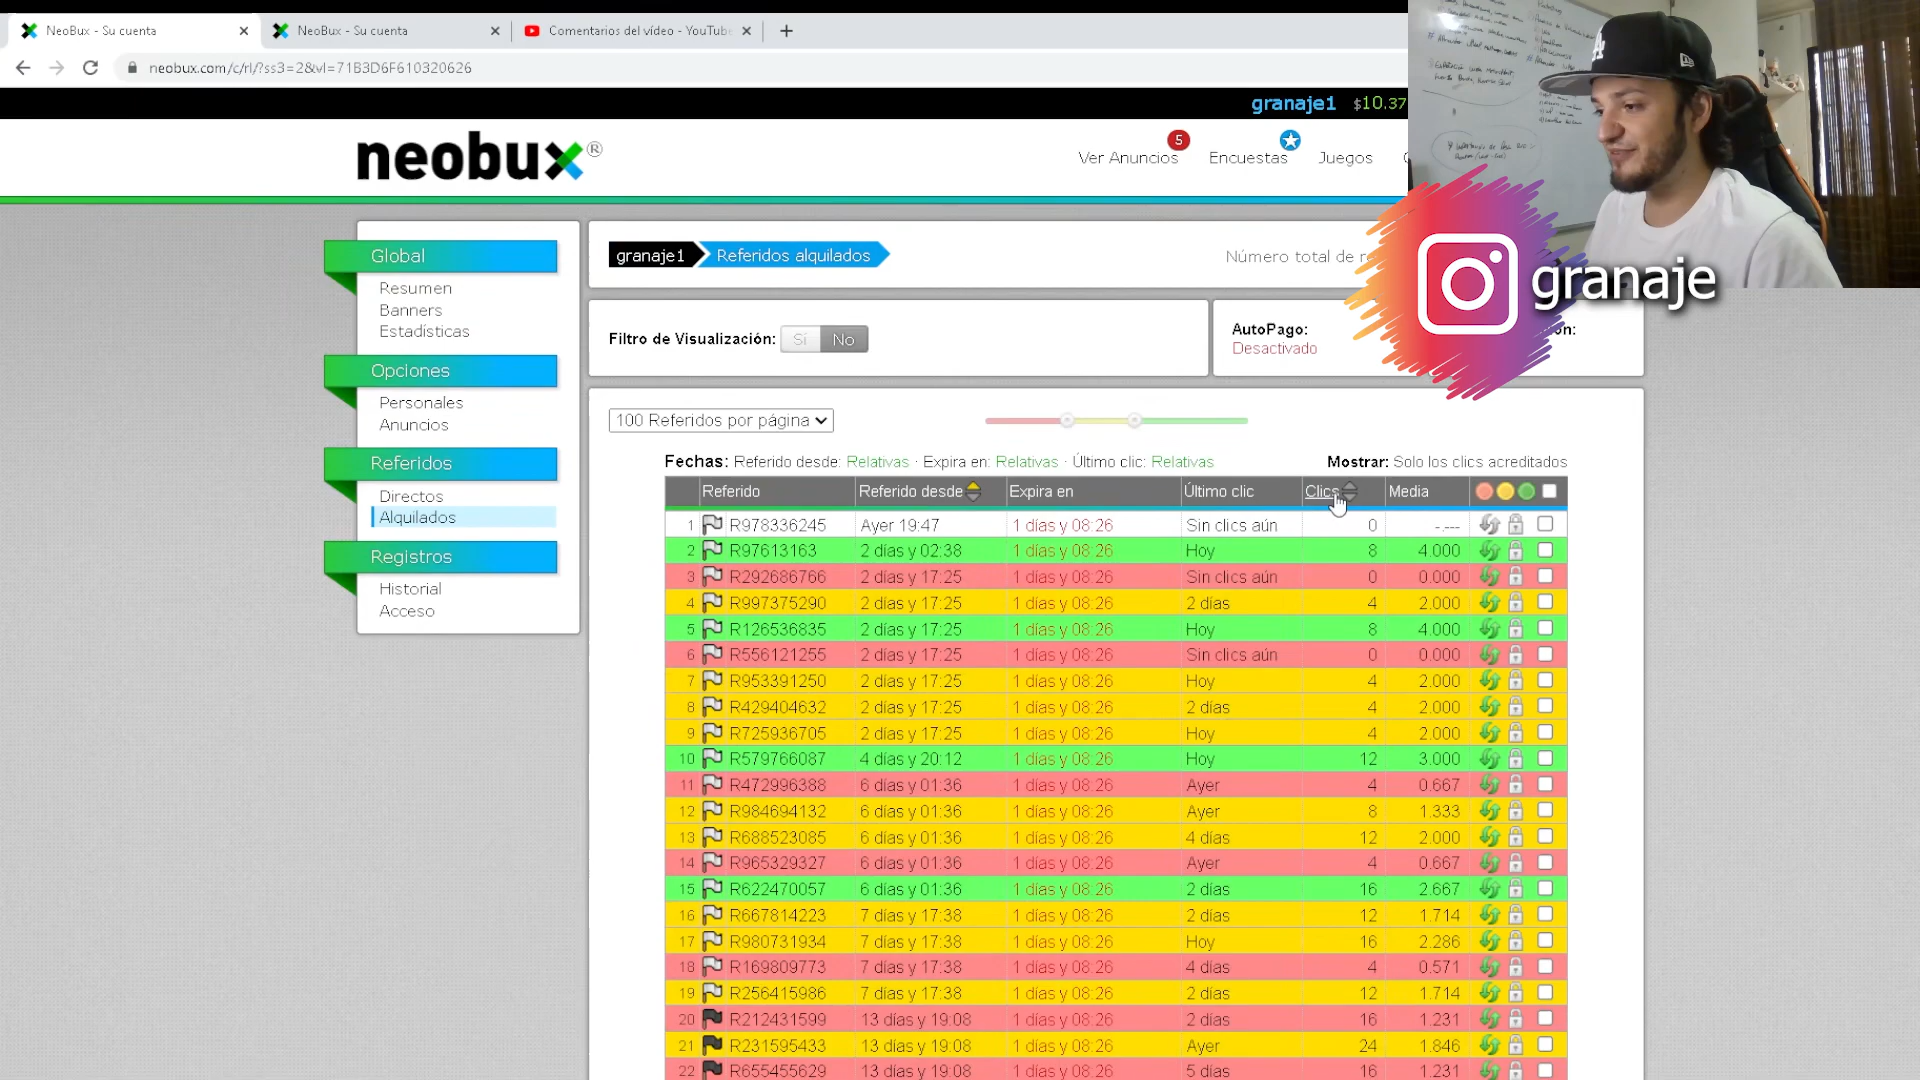 NeoBux - Su cuenta
NeoBux - Su cuenta
Comentarios del vídeo - YouTube
neobux.com/c/rl/?ss3=2&vl=71B3D6F610320626
granaje1 $10.37
neobux®
Ver Anuncios 5
Encuestas
Juegos
granaje
Global
Resumen
Banners
Estadísticas
Opciones
Personales
Anuncios
Referidos
Directos
Alquilados
Registros
Historial
Acceso
granaje1 Referidos alquilados
Número total de
Filtro de Visualización: Sí No
AutoPago:
Desactivado
100 Referidos por página
Fechas: Referido desde: Relativas · Expira en: Relativas · Último clic: Relativas
Mostrar: Solo los clics acreditados
Referido Referido desde Expira en Último clic Clics Media
1 R978336245 Ayer 19:47 1 días y 08:26 Sin clics aún 0 -.---
2 R97613163 2 días y 02:38 1 días y 08:26 Hoy 8 4.000
3 R292686766 2 días y 17:25 1 días y 08:26 Sin clics aún 0 0.000
4 R997375290 2 días y 17:25 1 días y 08:26 2 días 4 2.000
5 R126536835 2 días y 17:25 1 días y 08:26 Hoy 8 4.000
6 R556121255 2 días y 17:25 1 días y 08:26 Sin clics aún 0 0.000
7 R953391250 2 días y 17:25 1 días y 08:26 Hoy 4 2.000
8 R429404632 2 días y 17:25 1 días y 08:26 2 días 4 2.000
9 R725936705 2 días y 17:25 1 días y 08:26 Hoy 4 2.000
10 R579766087 4 días y 20:12 1 días y 08:26 Hoy 12 3.000
11 R472996388 6 días y 01:36 1 días y 08:26 Ayer 4 0.667
12 R984694132 6 días y 01:36 1 días y 08:26 Ayer 8 1.333
13 R688523085 6 días y 01:36 1 días y 08:26 4 días 12 2.000
14 R965329327 6 días y 01:36 1 días y 08:26 Ayer 4 0.667
15 R622470057 6 días y 01:36 1 días y 08:26 2 días 16 2.667
16 R667814223 7 días y 17:38 1 días y 08:26 2 días 12 1.714
17 R980731934 7 días y 17:38 1 días y 08:26 Hoy 16 2.286
18 R169809773 7 días y 17:38 1 días y 08:26 4 días 4 0.571
19 R256415986 7 días y 17:38 1 días y 08:26 2 días 12 1.714
20 R212431599 13 días y 19:08 1 días y 08:26 2 días 16 1.231
21 R231595433 13 días y 19:08 1 días y 08:26 Ayer 24 1.846
22 R655455629 13 días y 19:08 1 días y 08:26 5 días 16 1.231